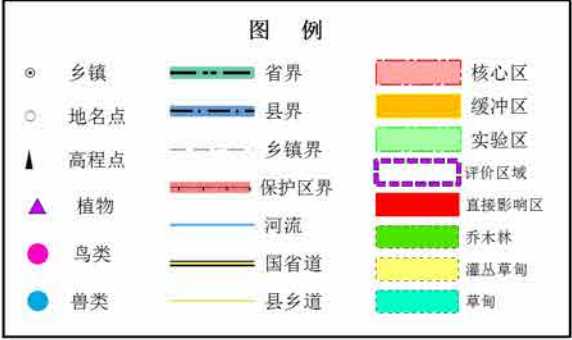 图 例
乡镇
地名点
高程点
植物
鸟类
兽类
省界
县界
乡镇界
保护区界
河流
国省道
县乡道
核心区
缓冲区
实验区
评价区域
直接影响区
乔木林
灌丛草甸
草甸